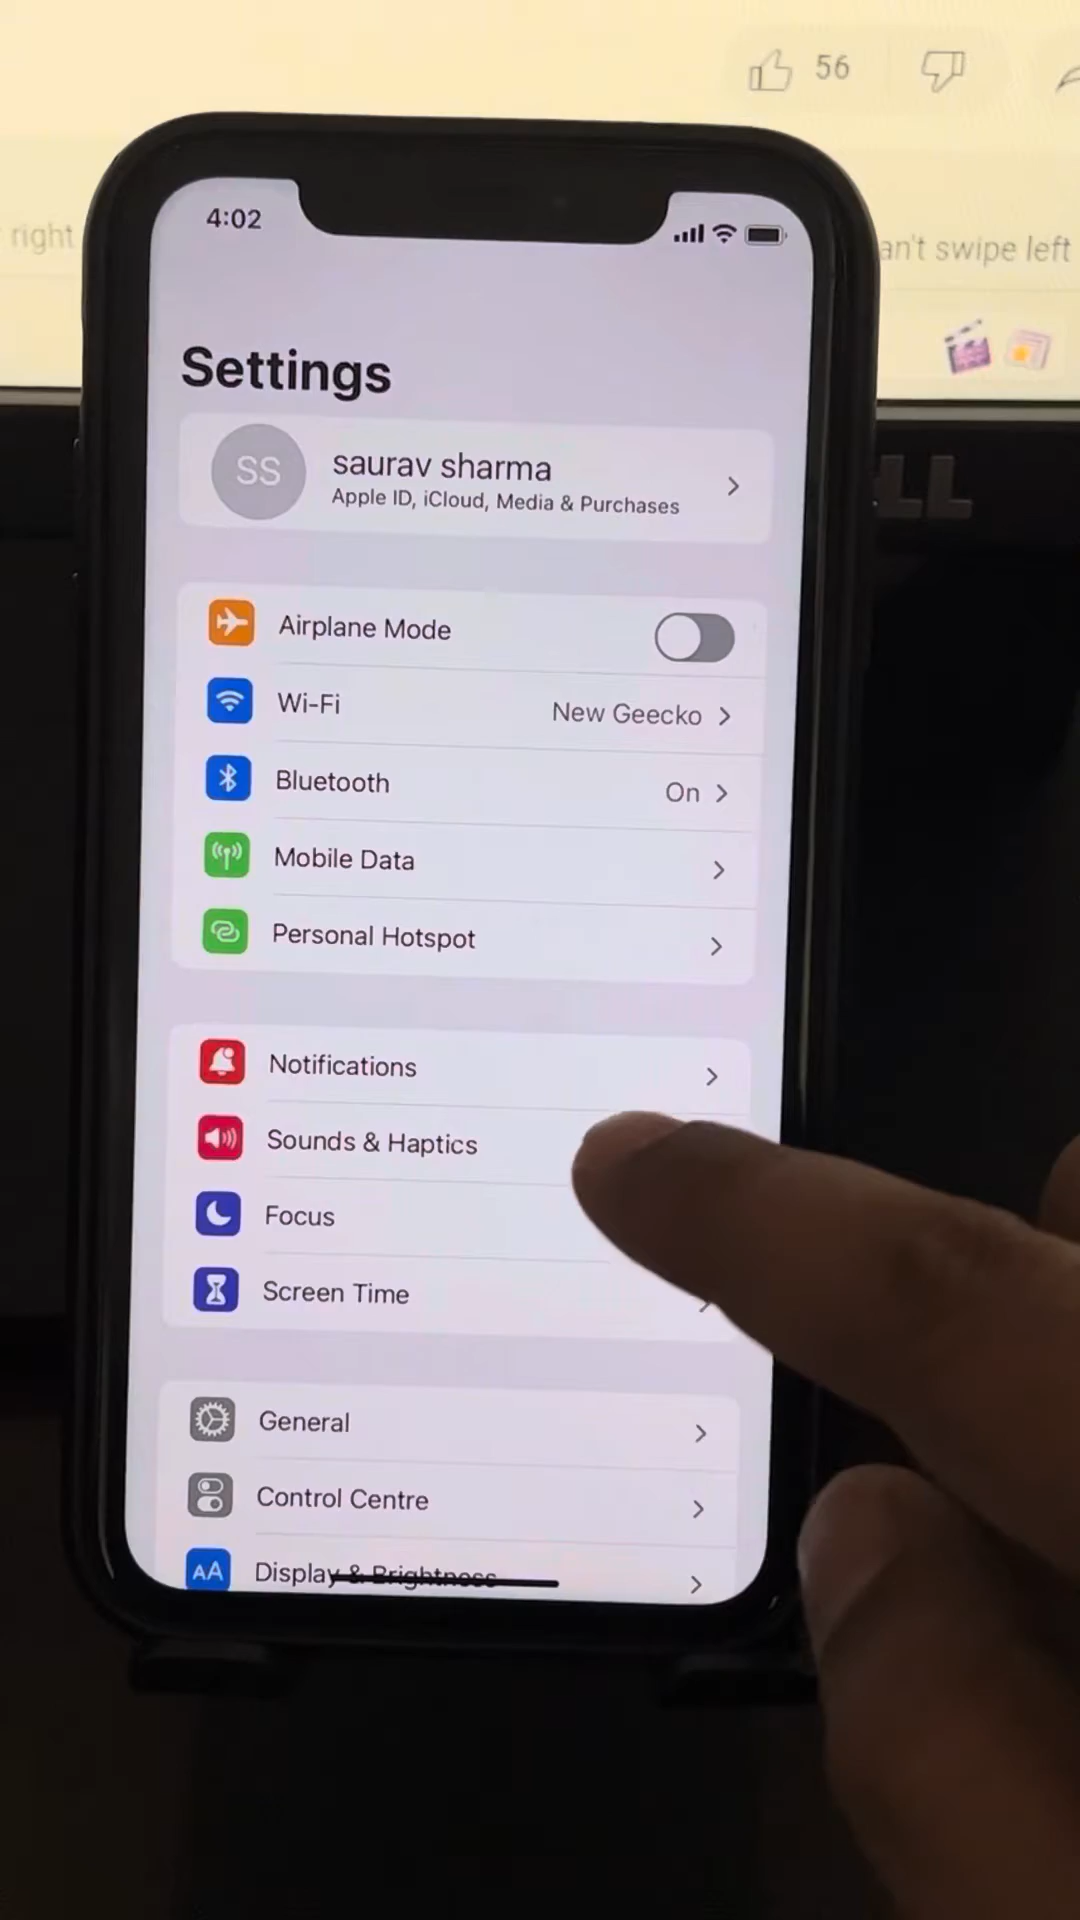 56
right
an't swipe left
LL
4:02
Settings
SS
saurav sharma
Apple ID, iCloud, Media & Purchases
Airplane Mode
Wi-Fi
New Geecko
Bluetooth
On
Mobile Data
Personal Hotspot
Notifications
Sounds & Haptics
Focus
Screen Time
General
Control Centre
AA
Display & Brightness